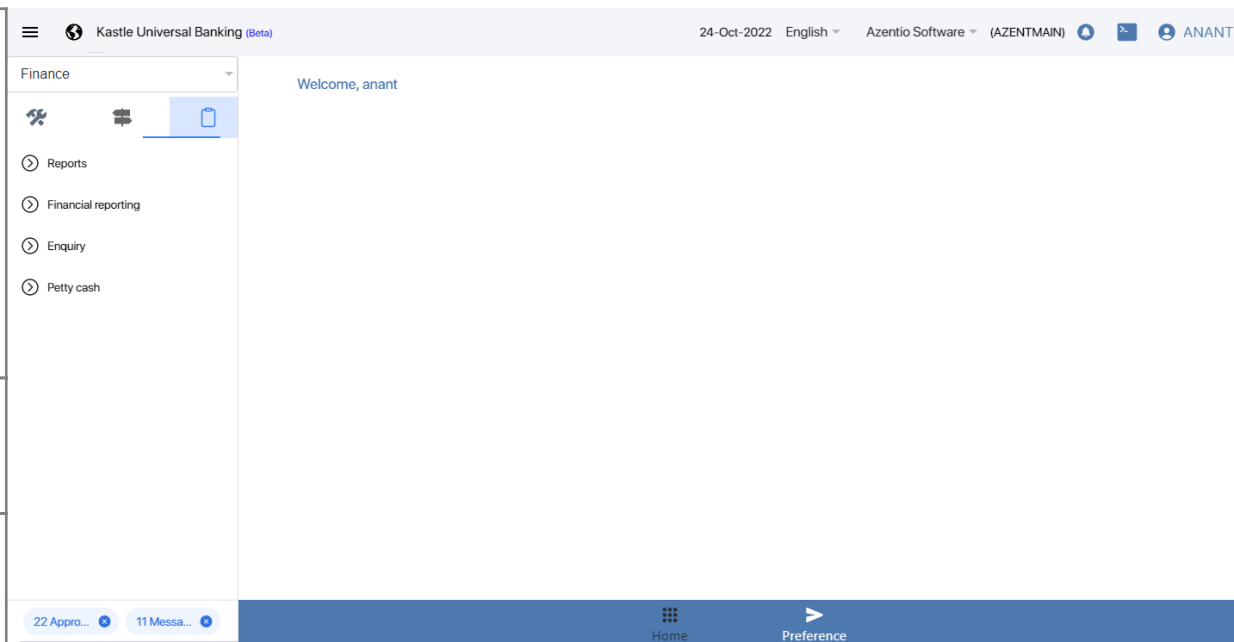 Kastle Universal Banking (Beta) 24-Oct-2022 English Azentio Software (AZENTMAIN) ANANT
Finance
Welcome, anant
Reports
Financial reporting
Enquiry
Petty cash
22 Appro... 11 Messa...
Home Preference